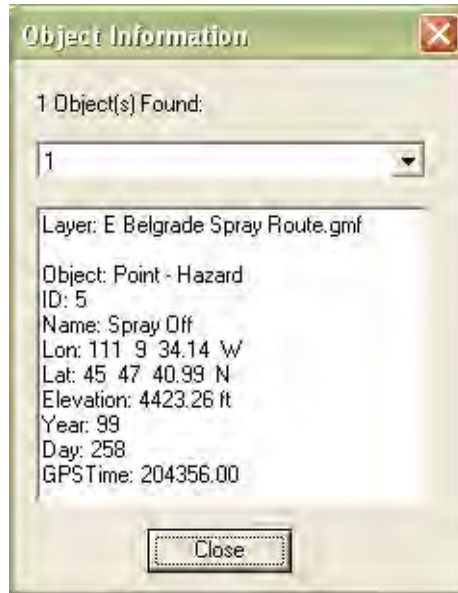 Object Information
1 Object(s) Found:
1
Layer: E Belgrade Spray Route.gmf
Object: Point - Hazard
ID: 5
Name: Spray Off
Lon: 111 9 34.14 W
Lat: 45 47 40.99 N
Elevation: 4423.26 ft
Year: 99
Day: 258
GPSTime: 204356.00
Close